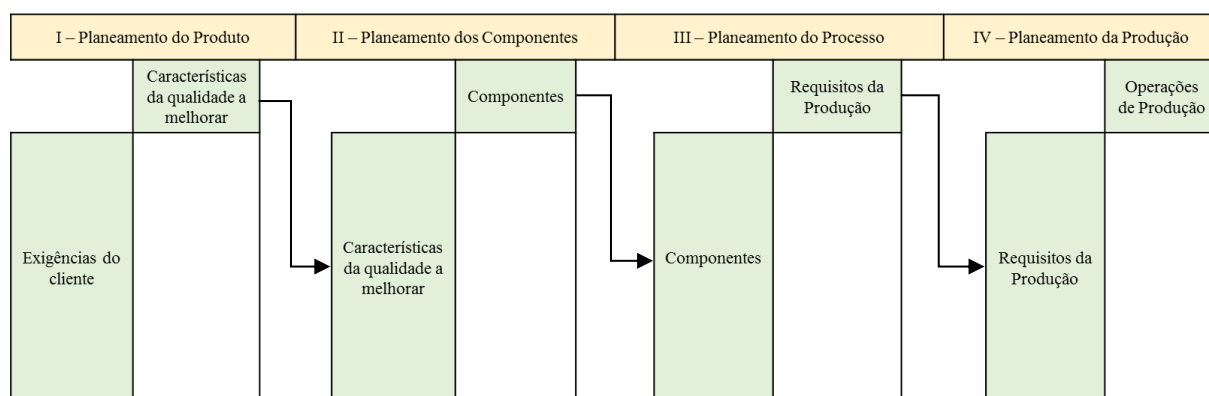 I – Planeamento do Produto
II – Planeamento dos Componentes
III – Planeamento do Processo
IV – Planeamento da Produção
Características
da qualidade a
melhorar
Componentes
Requisitos da
Produção
Operações
de Produção
Exigências do
cliente
Características
da qualidade a
melhorar
Componentes
Requisitos da
Produção